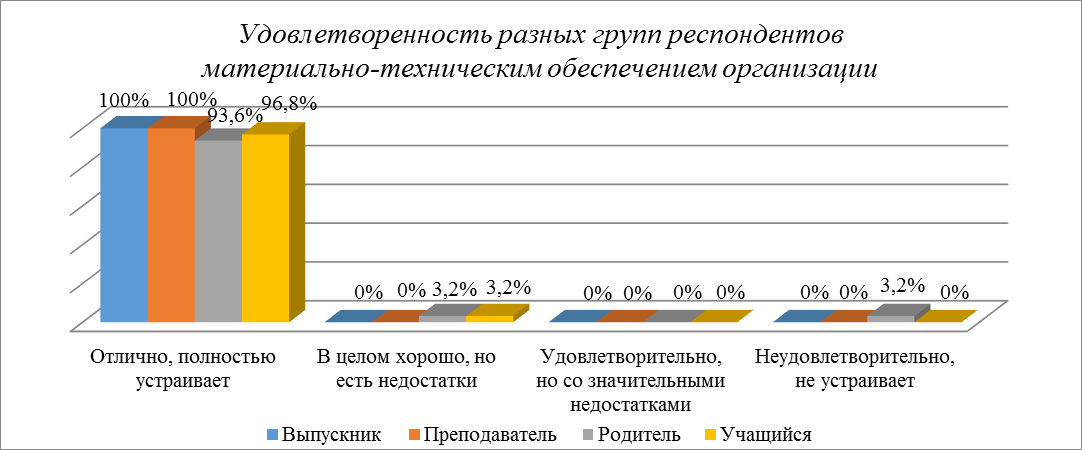 Удовлетворенность разных групп респондентов
материально-техническим обеспечением организации
100% 100% 93,6% 96,8%
0% 0% 3,2% 3,2%
0% 0% 0% 0%
0% 0% 3,2% 0%
Отлично, полностью
устраивает
В целом хорошо, но
есть недостатки
Удовлетворительно,
но со значительными
недостатками
Неудовлетворительно,
не устраивает
Выпускник Преподаватель Родитель Учащийся